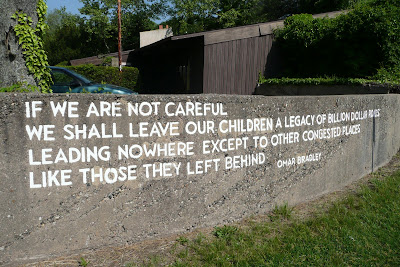 IF WE ARE NOT CAREFUL
WE SHALL LEAVE OUR CHILDREN A LEGACY OF BILLION DOLLAR ROADS
LEADING NOWHERE EXCEPT TO OTHER CONGESTED PLACES
LIKE THOSE THEY LEFT BEHIND OMAR BRADLEY